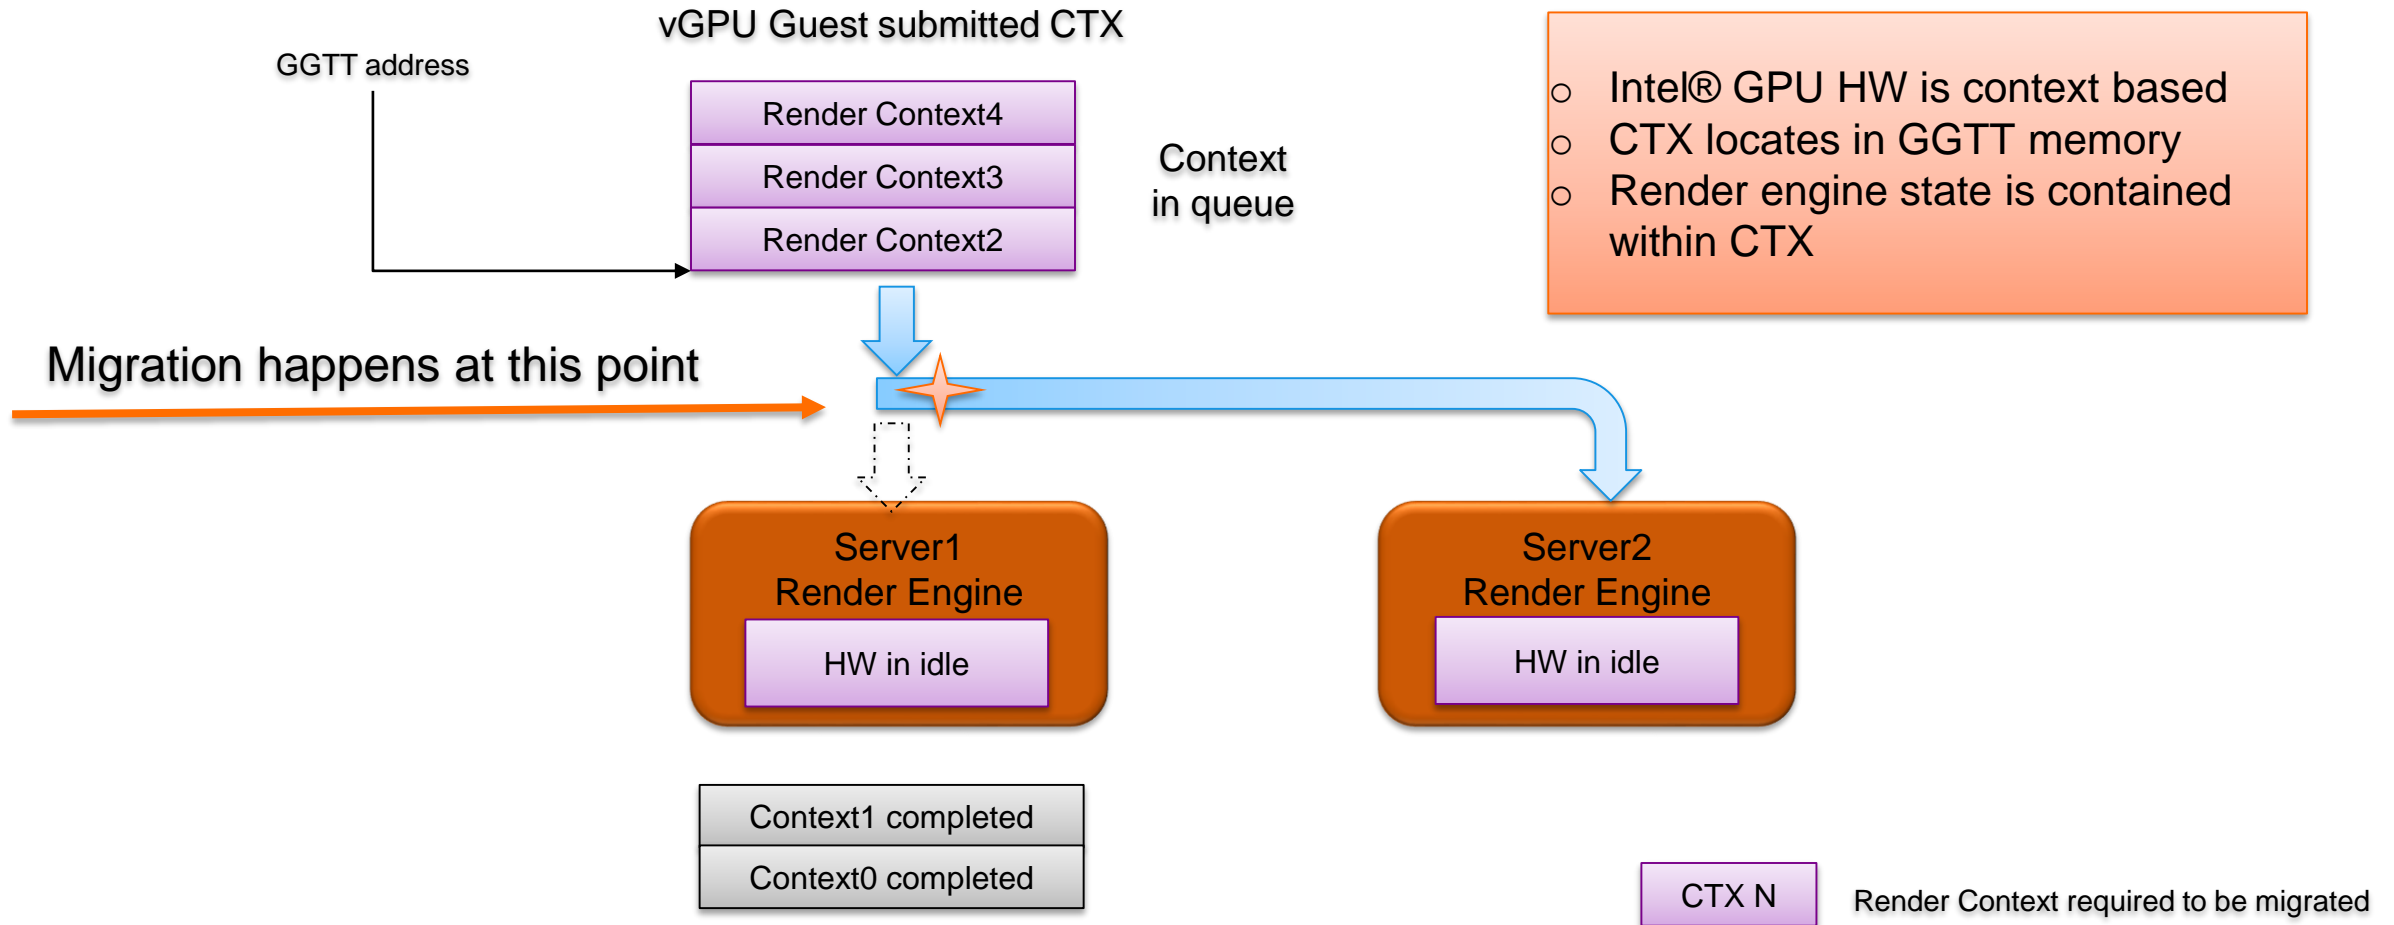 vGPU Guest submitted CTX
GGTT address
Render Context4
Render Context3
Render Context2
Context
in queue
o Intel® GPU HW is context based
o CTX locates in GGTT memory
o Render engine state is contained
within CTX
Migration happens at this point
Server1
Render Engine
HW in idle
Server2
Render Engine
HW in idle
Context1 completed
Context0 completed
CTX N
Render Context required to be migrated